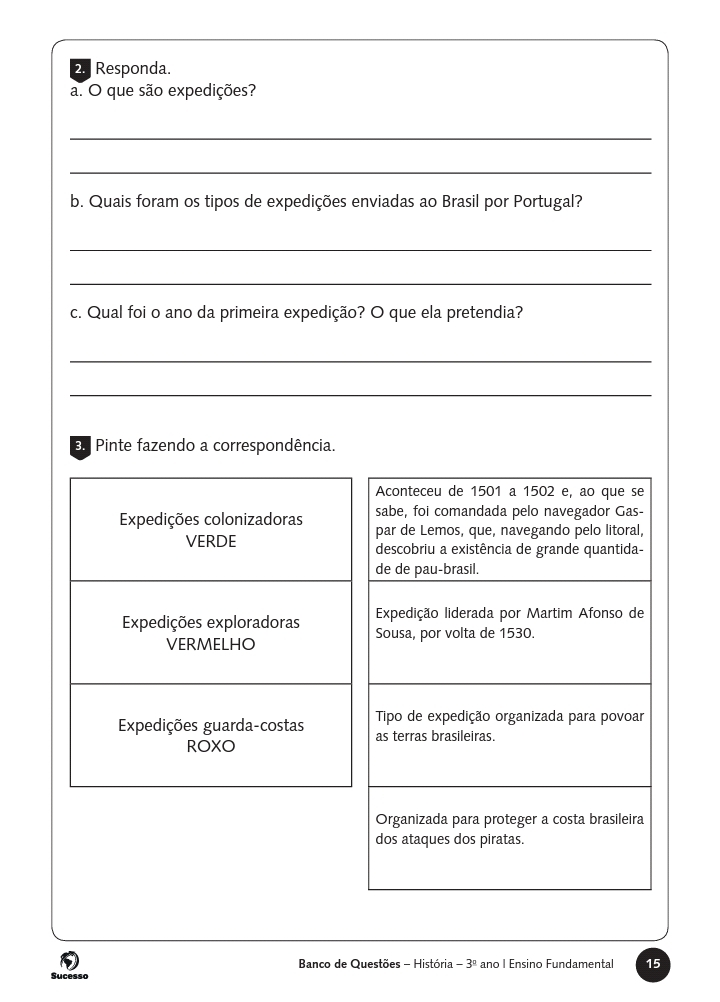 2. Responda.
a. O que são expedições?
b. Quais foram os tipos de expedições enviadas ao Brasil por Portugal?
c. Qual foi o ano da primeira expedição? O que ela pretendia?
3. Pinte fazendo a correspondência.
Expedições colonizadoras
VERDE
Expedições exploradoras
VERMELHO
Expedições guarda-costas
ROXO
Aconteceu de 1501 a 1502 e, ao que se
sabe, foi comandada pelo navegador Gas-
par de Lemos, que, navegando pelo litoral,
descobriu a existência de grande quantida-
de de pau-brasil.
Expedição liderada por Martim Afonso de
Sousa, por volta de 1530.
Tipo de expedição organizada para povoar
as terras brasileiras.
Organizada para proteger a costa brasileira
dos ataques dos piratas.
Sucesso
Banco de Questões – História – 3º ano | Ensino Fundamental
15